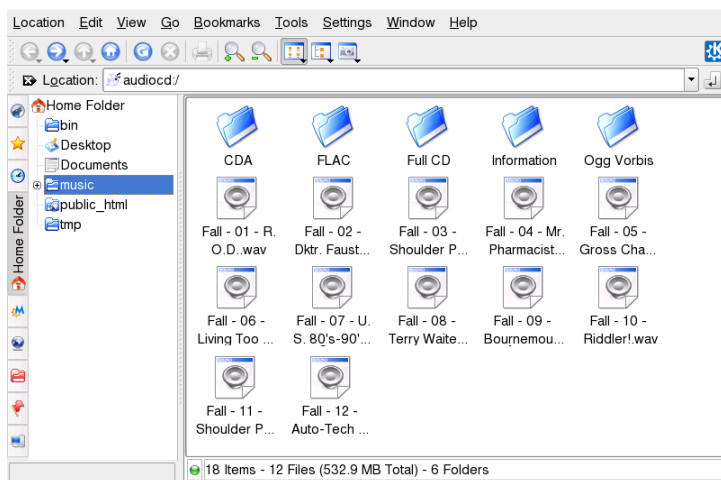 Location Edit View Go Bookmarks Tools Settings Window Help
Location: audiocd:/
Home Folder
bin
Desktop
Documents
music
public_html
tmp
Home Folder
CDA FLAC Full CD Information Ogg Vorbis
Fall - 01 - R. Fall - 02 - Fall - 03 - Fall - 04 - Mr. Fall - 05 -
O.D..wav Dktr. Faust... Shoulder P... Pharmacist... Gross Cha...
Fall - 06 - Fall - 07 - U. Fall - 08 - Fall - 09 - Fall - 10 -
Living Too ... S. 80's-90'... Terry Waite... Bournemou... Riddler!.wav
Fall - 11 - Fall - 12 -
Shoulder P... Auto-Tech ...
18 Items - 12 Files (532.9 MB Total) - 6 Folders